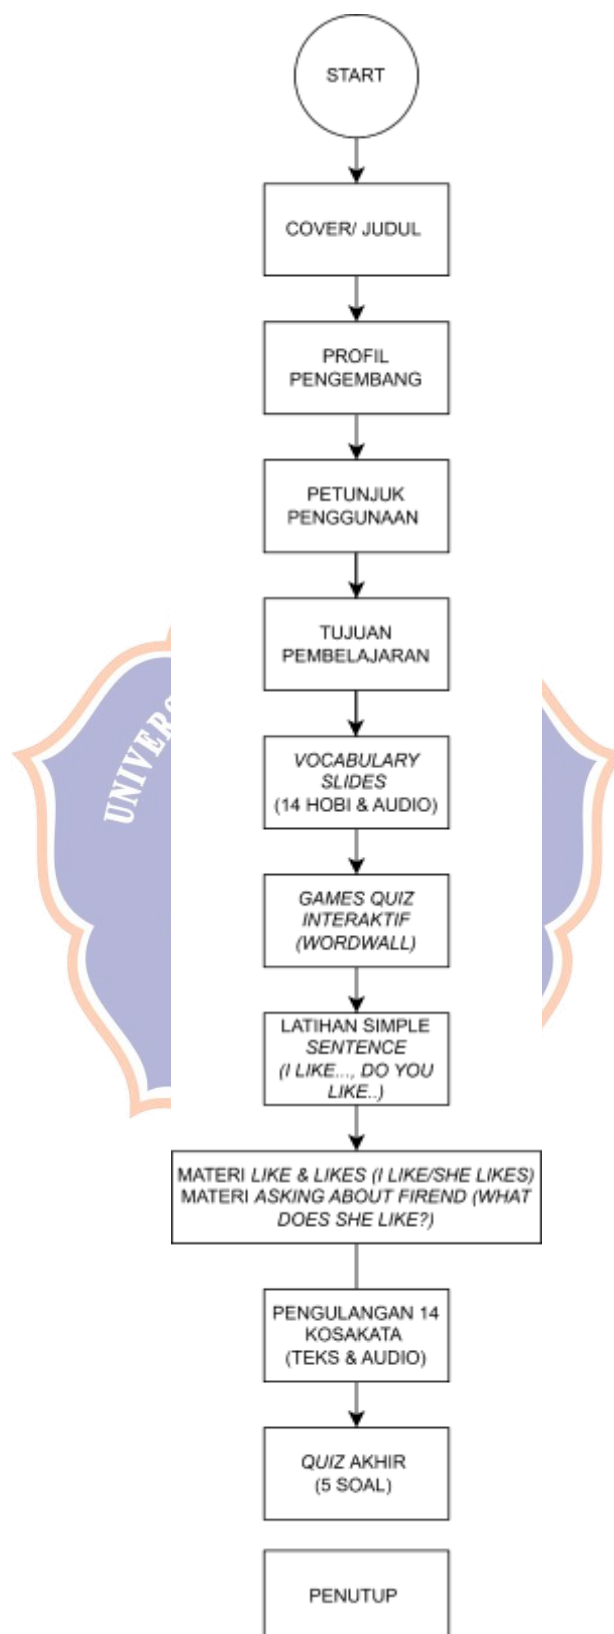 START
COVER/ JUDUL
PROFIL
PENGEMBANG
PETUNJUK
PENGGUNAAN
TUJUAN
PEMBELAJARAN
VOCABULARY
SLIDES
(14 HOBI & AUDIO)
GAMES QUIZ
INTERAKTIF
(WORDWALL)
LATIHAN SIMPLE
SENTENCE
(I LIKE..., DO YOU
LIKE..)
MATERI LIKE & LIKES (I LIKE/SHE LIKES)
MATERI ASKING ABOUT FIREND (WHAT
DOES SHE LIKE?)
PENGULANGAN 14
KOSAKATA
(TEKS & AUDIO)
QUIZ AKHIR
(5 SOAL)
PENUTUP